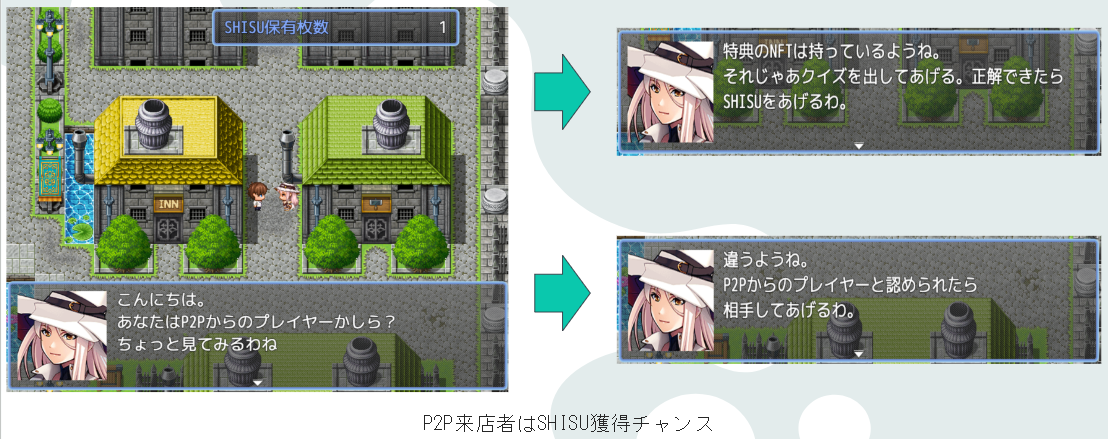 SHISU保有枚数 1
INN
こんにちは。
あなたはP2Pからのプレイヤーかしら？
ちょっと見てみるわね
特典のNFTは持っているようね。
それじゃあクイズを出してあげる。正解できたら
SHISUをあげるわ。
違うようね。
P2Pからのプレイヤーと認められたら
相手してあげるわ。
P2P来店者はSHISU獲得チャンス